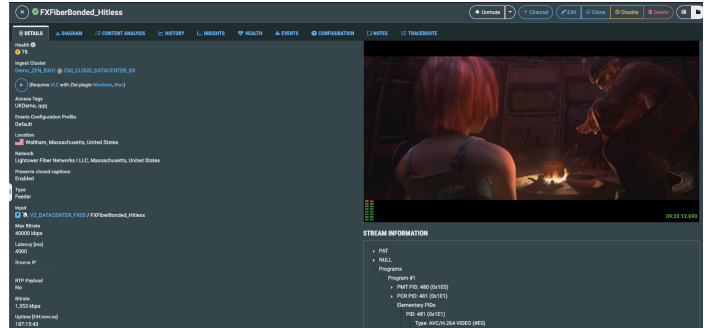 FXFiberBonded_Hitless
Unmute
+ Channel
Edit
Clone
Disable
Delete
DETAILS
DIAGRAM
CONTENT ANALYSIS
HISTORY
INSIGHTS
HEALTH
EVENTS
CONFIGURATION
NOTES
TRACEROUTE
Health
78
Ingest Cluster
Demo_ZEN_BX01 @ ZIXI_CLOUD_DATACENTER_BX
(Requires VLC with Zixi plugin Windows, Mac)
Access Tags
UKDemo, qqq
Events Configuration Profile
Default
Location
Waltham, Massachusetts, United States
Network
Lightower Fiber Networks I LLC, Massachusetts, United States
Preserve closed captions
Enabled
Type
Feeder
Input
VZ_DATACENTER_FX05 / FXFiberBonded_Hitless
Max Bitrate
40000 kbps
Latency [ms]
4000
Source IP
RTP Payload
No
Bitrate
1,353 kbps
Uptime [HH:mm:ss]
187:15:43
09:20:12.690
STREAM INFORMATION
PAT
NULL
Programs
Program #1
PMT PID: 480 (0x1E0)
PCR PID: 481 (0x1E1)
Elementary PIDs
PID: 481 (0x1E1)
Type: AVC/H.264 VIDEO (#E0)